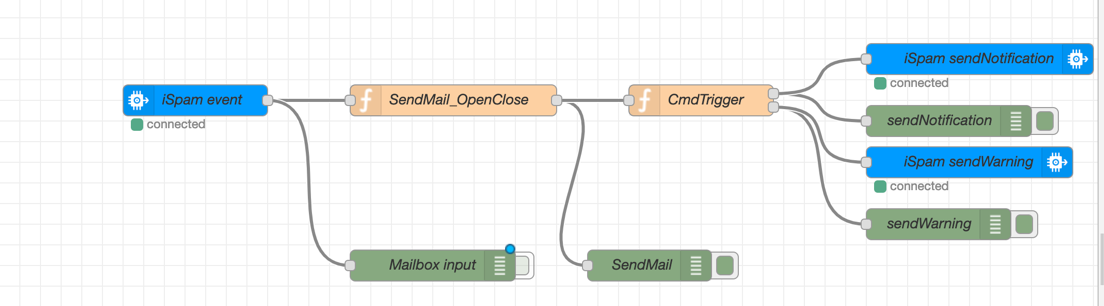 iSpam sendNotification
connected
iSpam event
SendMail_OpenClose
CmdTrigger
connected
sendNotification
iSpam sendWarning
connected
sendWarning
Mailbox input
SendMail